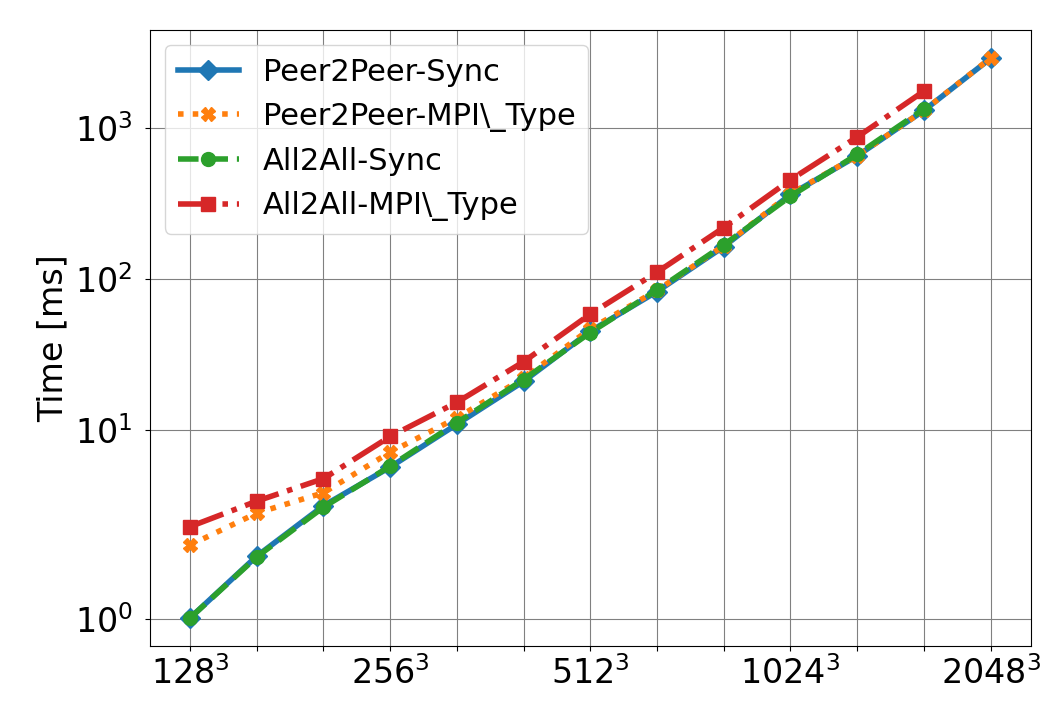 Peer2Peer-Sync
Peer2Peer-MPI\_Type
All2All-Sync
All2All-MPI\_Type
Time [ms]
10³
10²
10¹
10⁰
128³ 256³ 512³ 1024³ 2048³